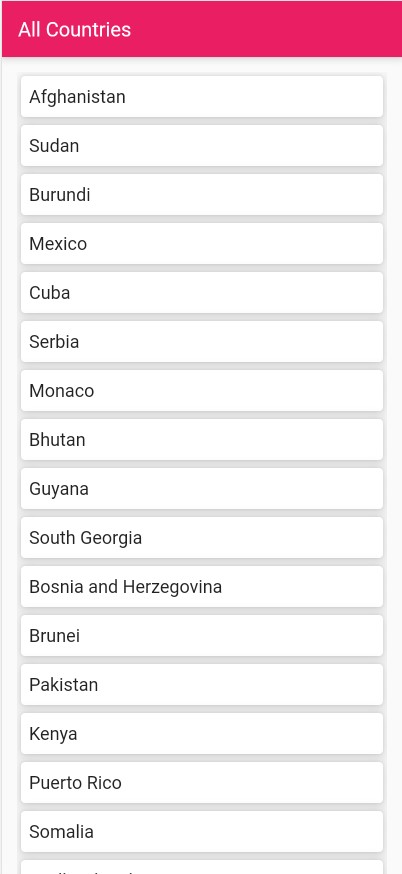 All Countries
Afghanistan
Sudan
Burundi
Mexico
Cuba
Serbia
Monaco
Bhutan
Guyana
South Georgia
Bosnia and Herzegovina
Brunei
Pakistan
Kenya
Puerto Rico
Somalia